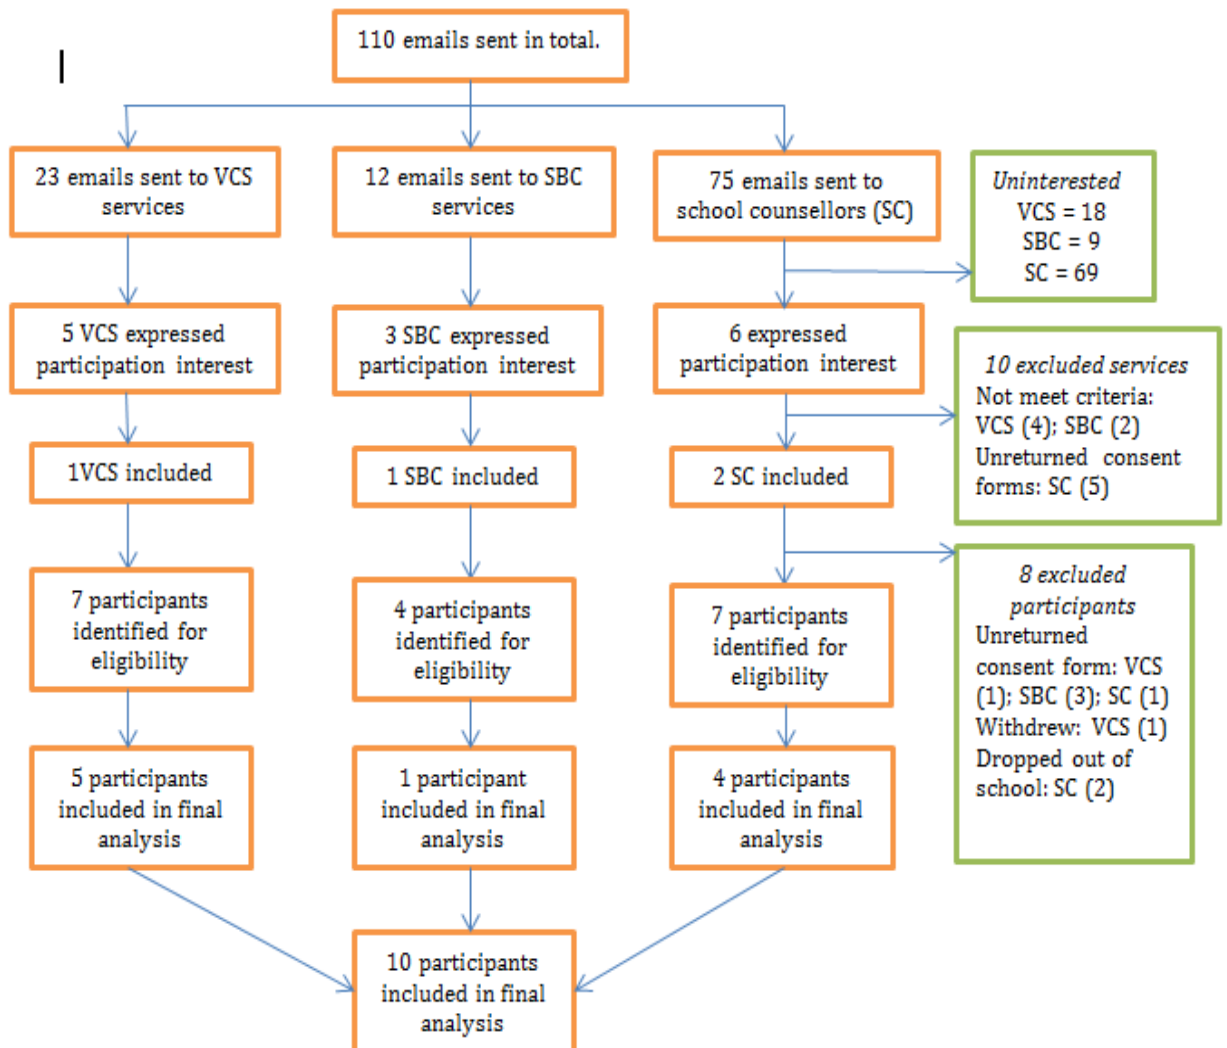 110 emails sent in total.
23 emails sent to VCS
services
12 emails sent to SBC
services
75 emails sent to
school counsellors (SC)
Uninterested
VCS = 18
SBC = 9
SC = 69
5 VCS expressed
participation interest
3 SBC expressed
participation interest
6 expressed
participation interest
10 excluded services
Not meet criteria:
VCS (4); SBC (2)
Unreturned consent
forms: SC (5)
1VCS included
1 SBC included
2 SC included
7 participants
identified for
eligibility
4 participants
identified for
eligibility
7 participants
identified for
eligibility
8 excluded
participants
Unreturned
consent form: VCS
(1); SBC (3); SC (1)
Withdrew: VCS (1)
Dropped out of
school: SC (2)
5 participants
included in final
analysis
1 participant
included in final
analysis
4 participants
included in final
analysis
10 participants
included in final
analysis